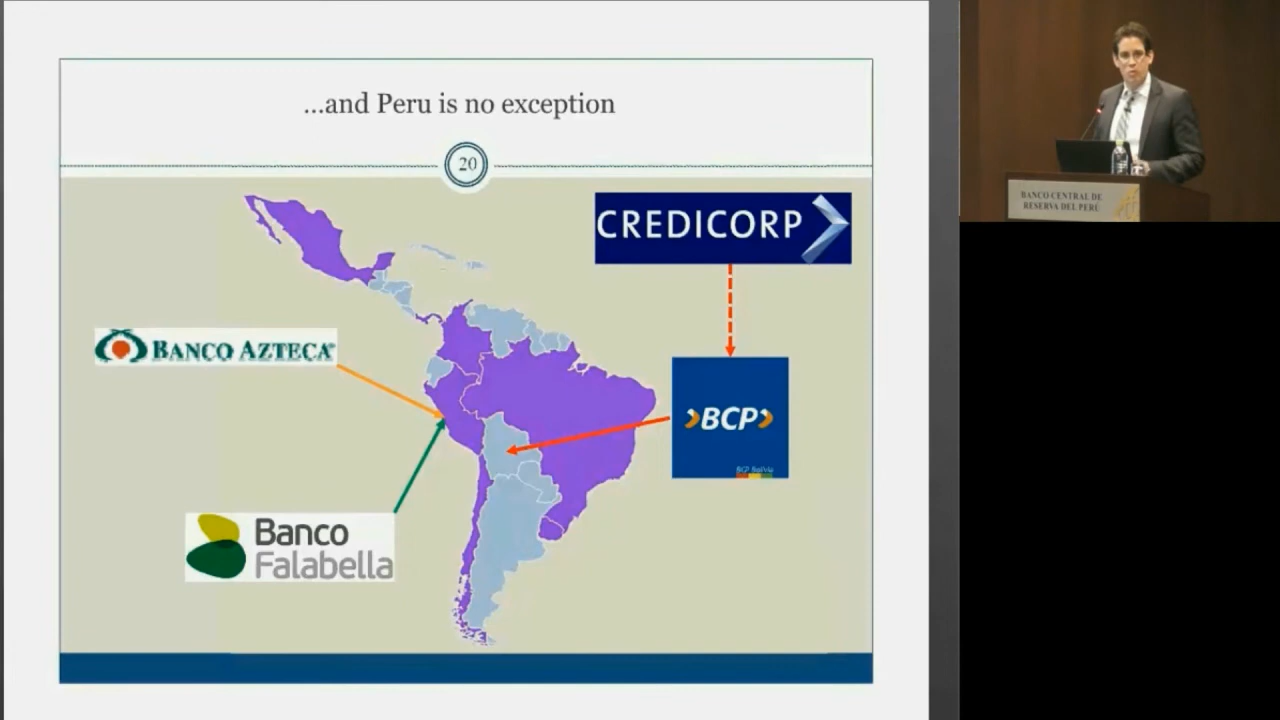 ...and Peru is no exception
20
CREDICORP
BANCO AZTECA
BCP
BCP Bolivia
Banco
Falabella
BANCO CENTRAL DE
RESERVA DEL PERÚ